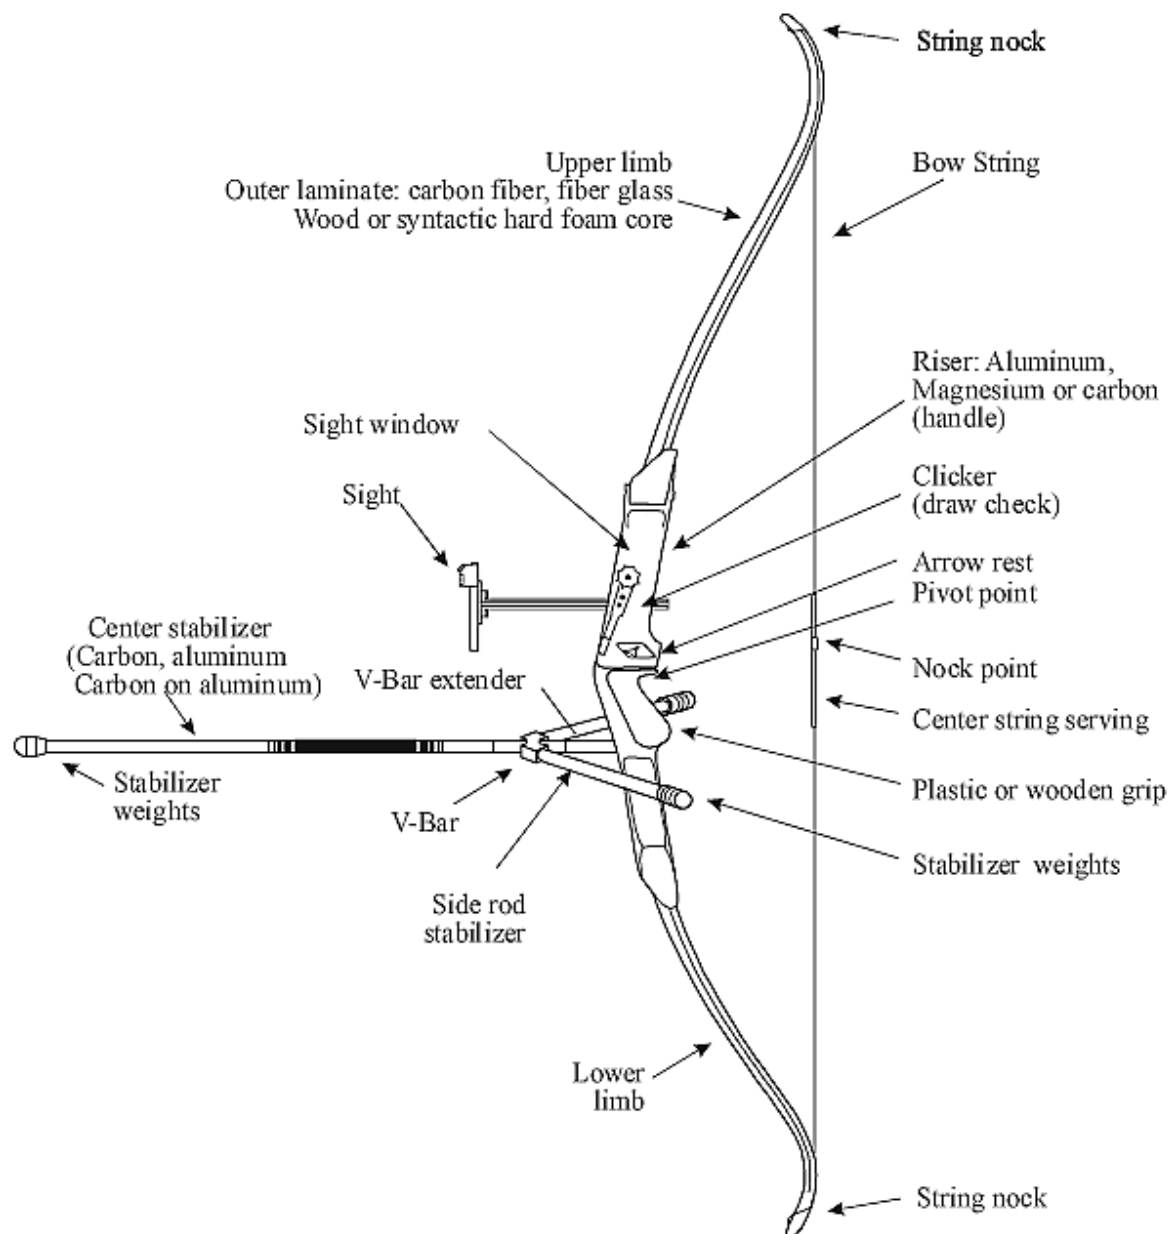 String nock
Upper limb
Outer laminate: carbon fiber, fiber glass
Wood or syntactic hard foam core
Bow String
Riser: Aluminum,
Magnesium or carbon
(handle)
Sight window
Clicker
(draw check)
Sight
Arrow rest
Pivot point
Center stabilizer
(Carbon, aluminum
Carbon on aluminum)
V-Bar extender
Nock point
Center string serving
Stabilizer
weights
V-Bar
Plastic or wooden grip
Stabilizer weights
Side rod
stabilizer
Lower
limb
String nock